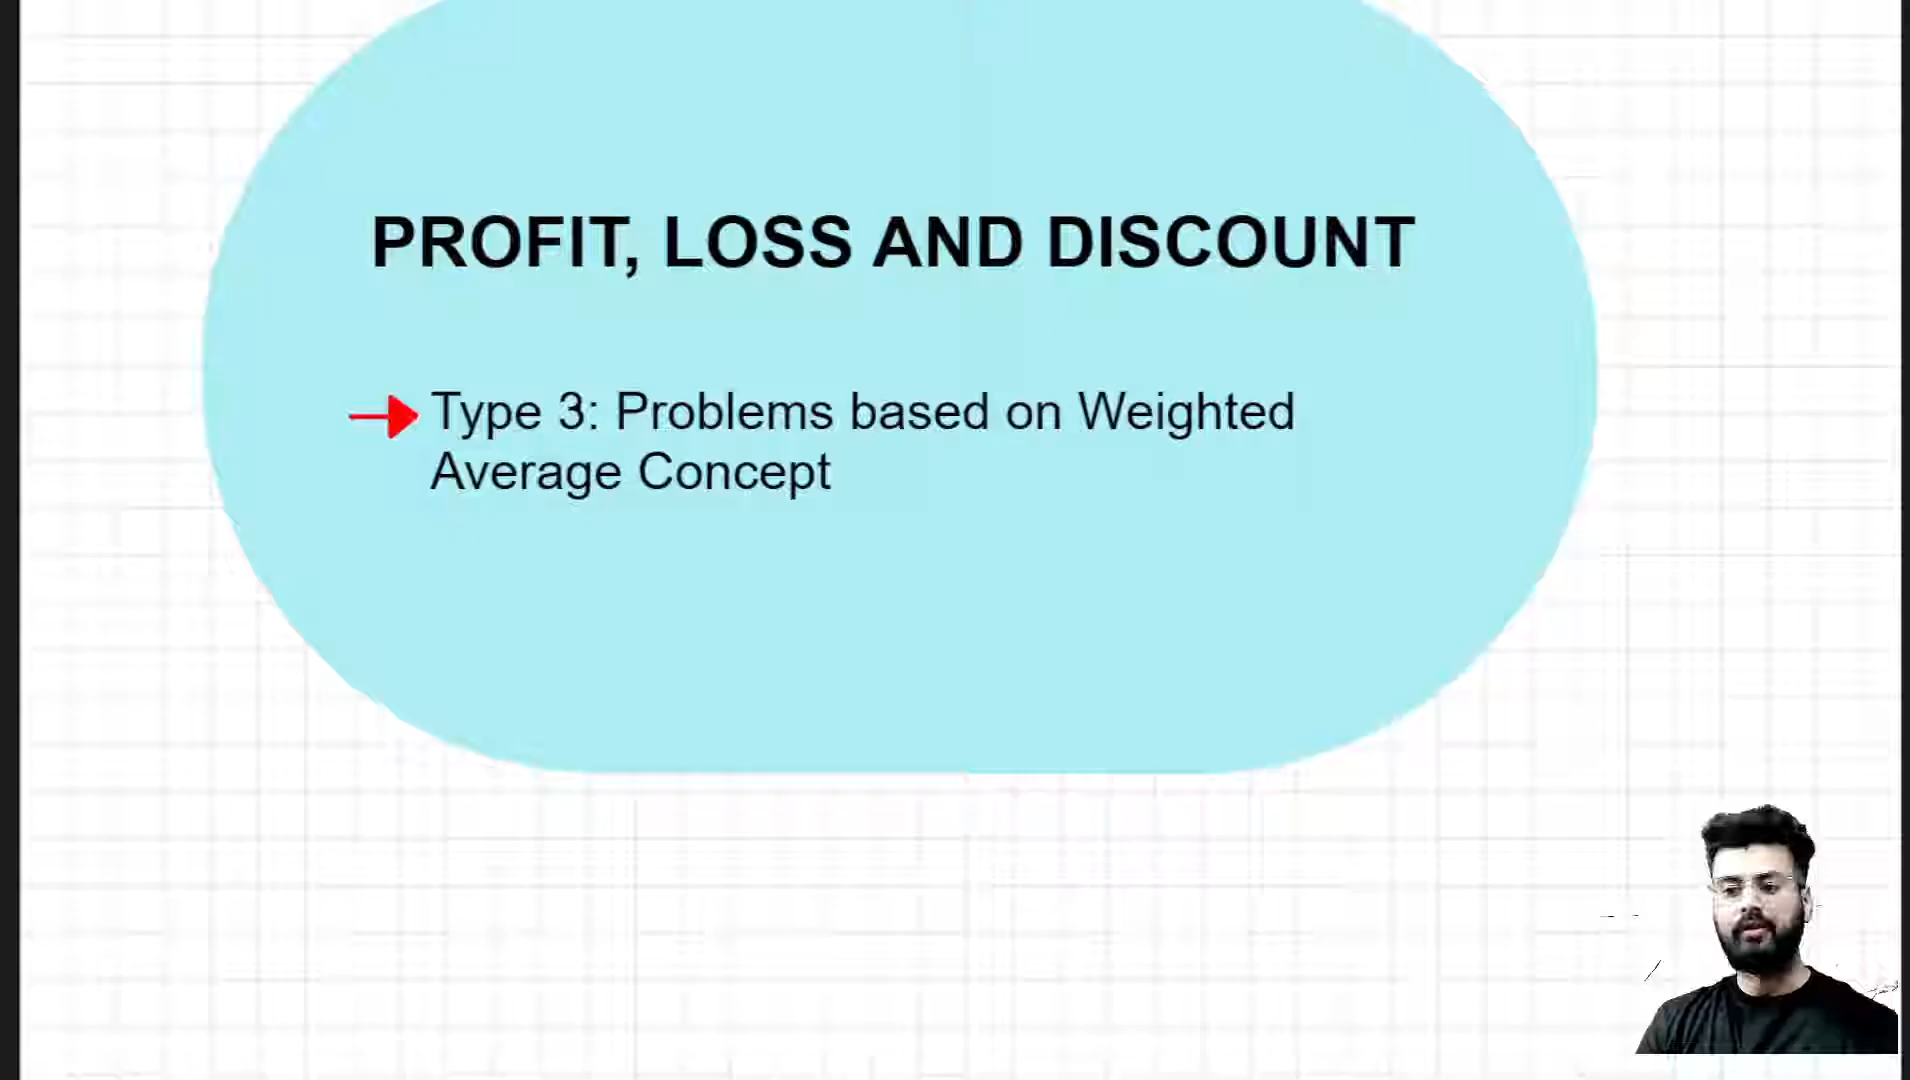 PROFIT, LOSS AND DISCOUNT
Type 3: Problems based on Weighted
Average Concept